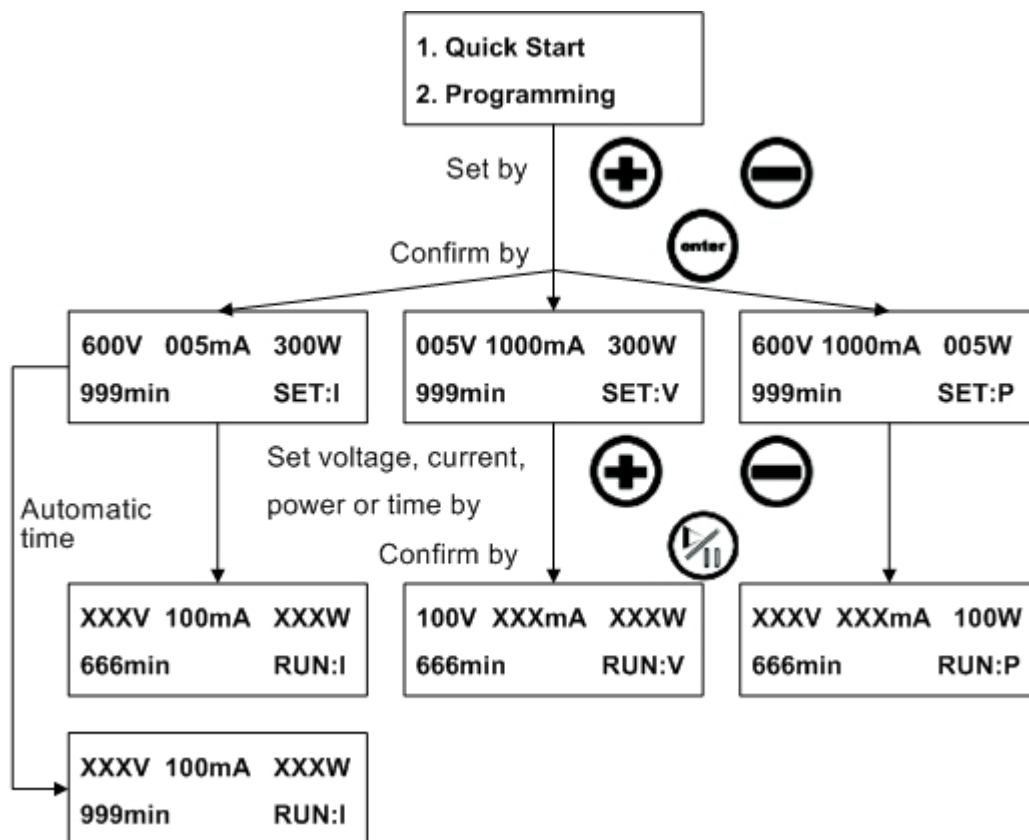 1. Quick Start
2. Programming
Set by
enter
Confirm by
600V 005mA 300W
999min SET:I
005V 1000mA 300W
999min SET:V
600V 1000mA 005W
999min SET:P
Set voltage, current,
power or time by
Confirm by
Automatic
time
XXXV 100mA XXXW
666min RUN:I
100V XXXmA XXXW
666min RUN:V
XXXV XXXmA 100W
666min RUN:P
XXXV 100mA XXXW
999min RUN:I